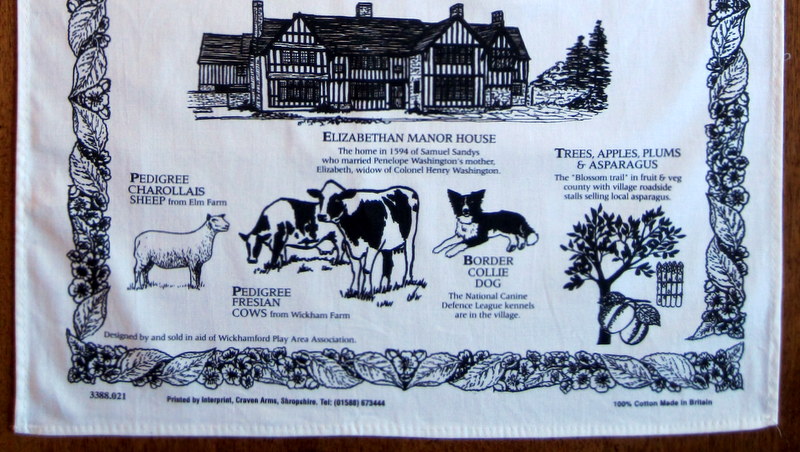 ELIZABETHAN MANOR HOUSE
The home in 1594 of Samuel Sandys
who married Penelope Washington's mother,
Elizabeth, widow of Colonel Henry Washington.
TREES, APPLES, PLUMS
& ASPARAGUS
The "Blossom trail" in fruit & veg
county with village roadside
stalls selling local asparagus.
PEDIGREE
CHAROLLAIS
SHEEP from Elm Farm
PEDIGREE
FRESIAN
COWS from Wickham Farm
BORDER
COLLIE
DOG
The National Canine
Defence League kennels
are in the village.
Designed by and sold in aid of Wickhamford Play Area Association.
3388.021
Printed by Interprint, Craven Arms, Shropshire. Tel: (01588) 673444
100% Cotton Made in Britain